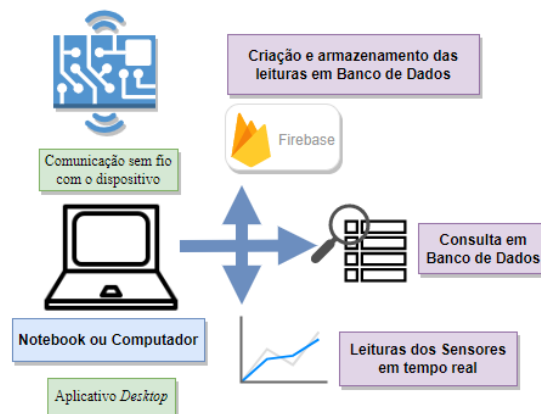 Criação e armazenamento das
leituras em Banco de Dados
Firebase
Comunicação sem fio
com o dispositivo
Consulta em
Banco de Dados
Notebook ou Computador
Leituras dos Sensores
em tempo real
Aplicativo Desktop